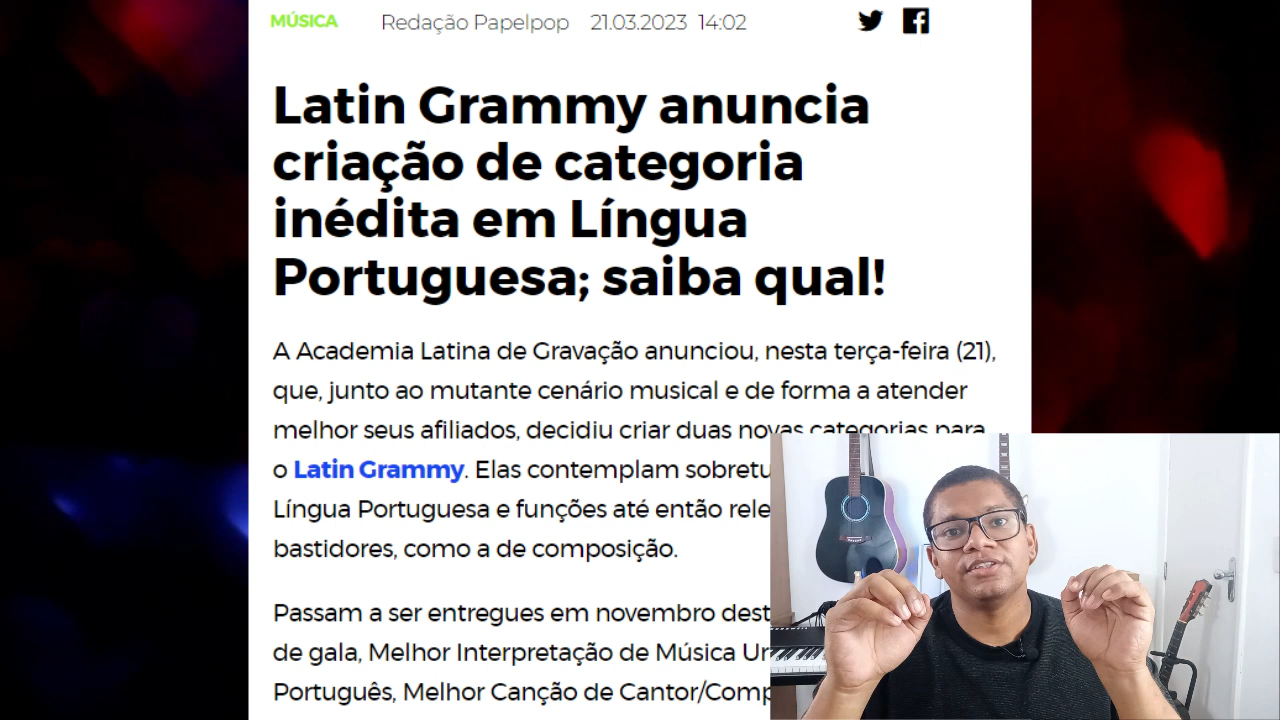 MÚSICA Redação Papelpop 21.03.2023 14:02
Latin Grammy anuncia
criação de categoria
inédita em Língua
Portuguesa; saiba qual!
A Academia Latina de Gravação anunciou, nesta terça-feira (21),
que, junto ao mutante cenário musical e de forma a atender
melhor seus afiliados, decidiu criar duas novas categorias para
o Latin Grammy. Elas contemplam
Língua Portuguesa e funções até então
bastidores, como a de composição.
Passam a ser entregues em novembro
de gala, Melhor Interpretação de Música
Português, Melhor Canção de